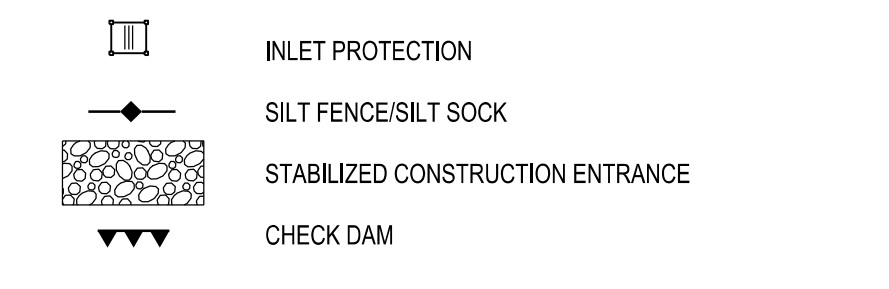 INLET PROTECTION
SILT FENCE/SILT SOCK
STABILIZED CONSTRUCTION ENTRANCE
CHECK DAM